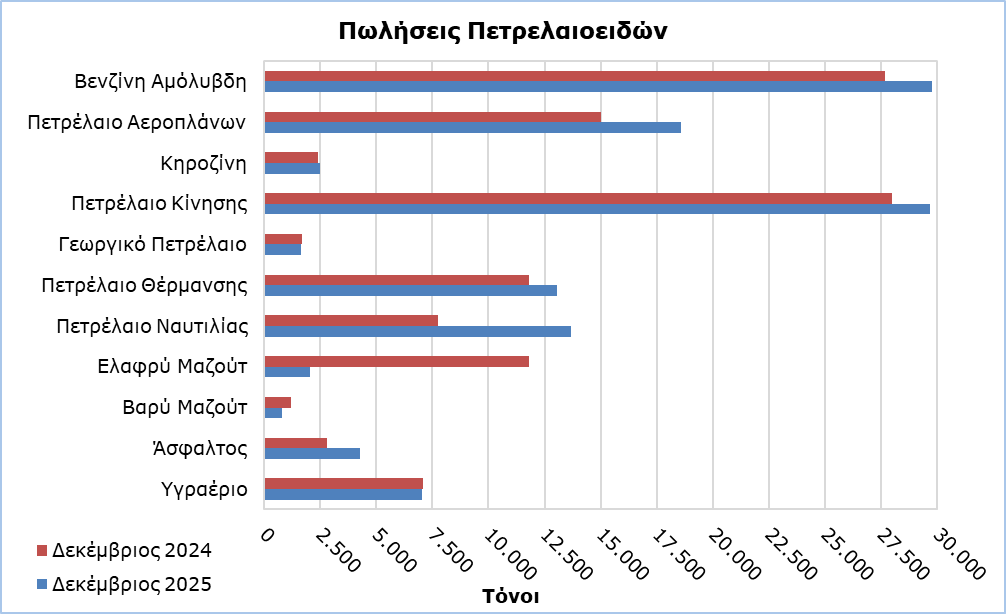 Πωλήσεις Πετρελαιοειδών
Βενζίνη Αμόλυβδη
Πετρέλαιο Αεροπλάνων
Κηροζίνη
Πετρέλαιο Κίνησης
Γεωργικό Πετρέλαιο
Πετρέλαιο Θέρμανσης
Πετρέλαιο Ναυτιλίας
Ελαφρύ Μαζούτ
Βαρύ Μαζούτ
Άσφαλτος
Υγραέριο
0
2.500
5.000
7.500
10.000
12.500
15.000
17.500
20.000
22.500
25.000
27.500
30.000
Τόνοι
Δεκέμβριος 2024
Δεκέμβριος 2025